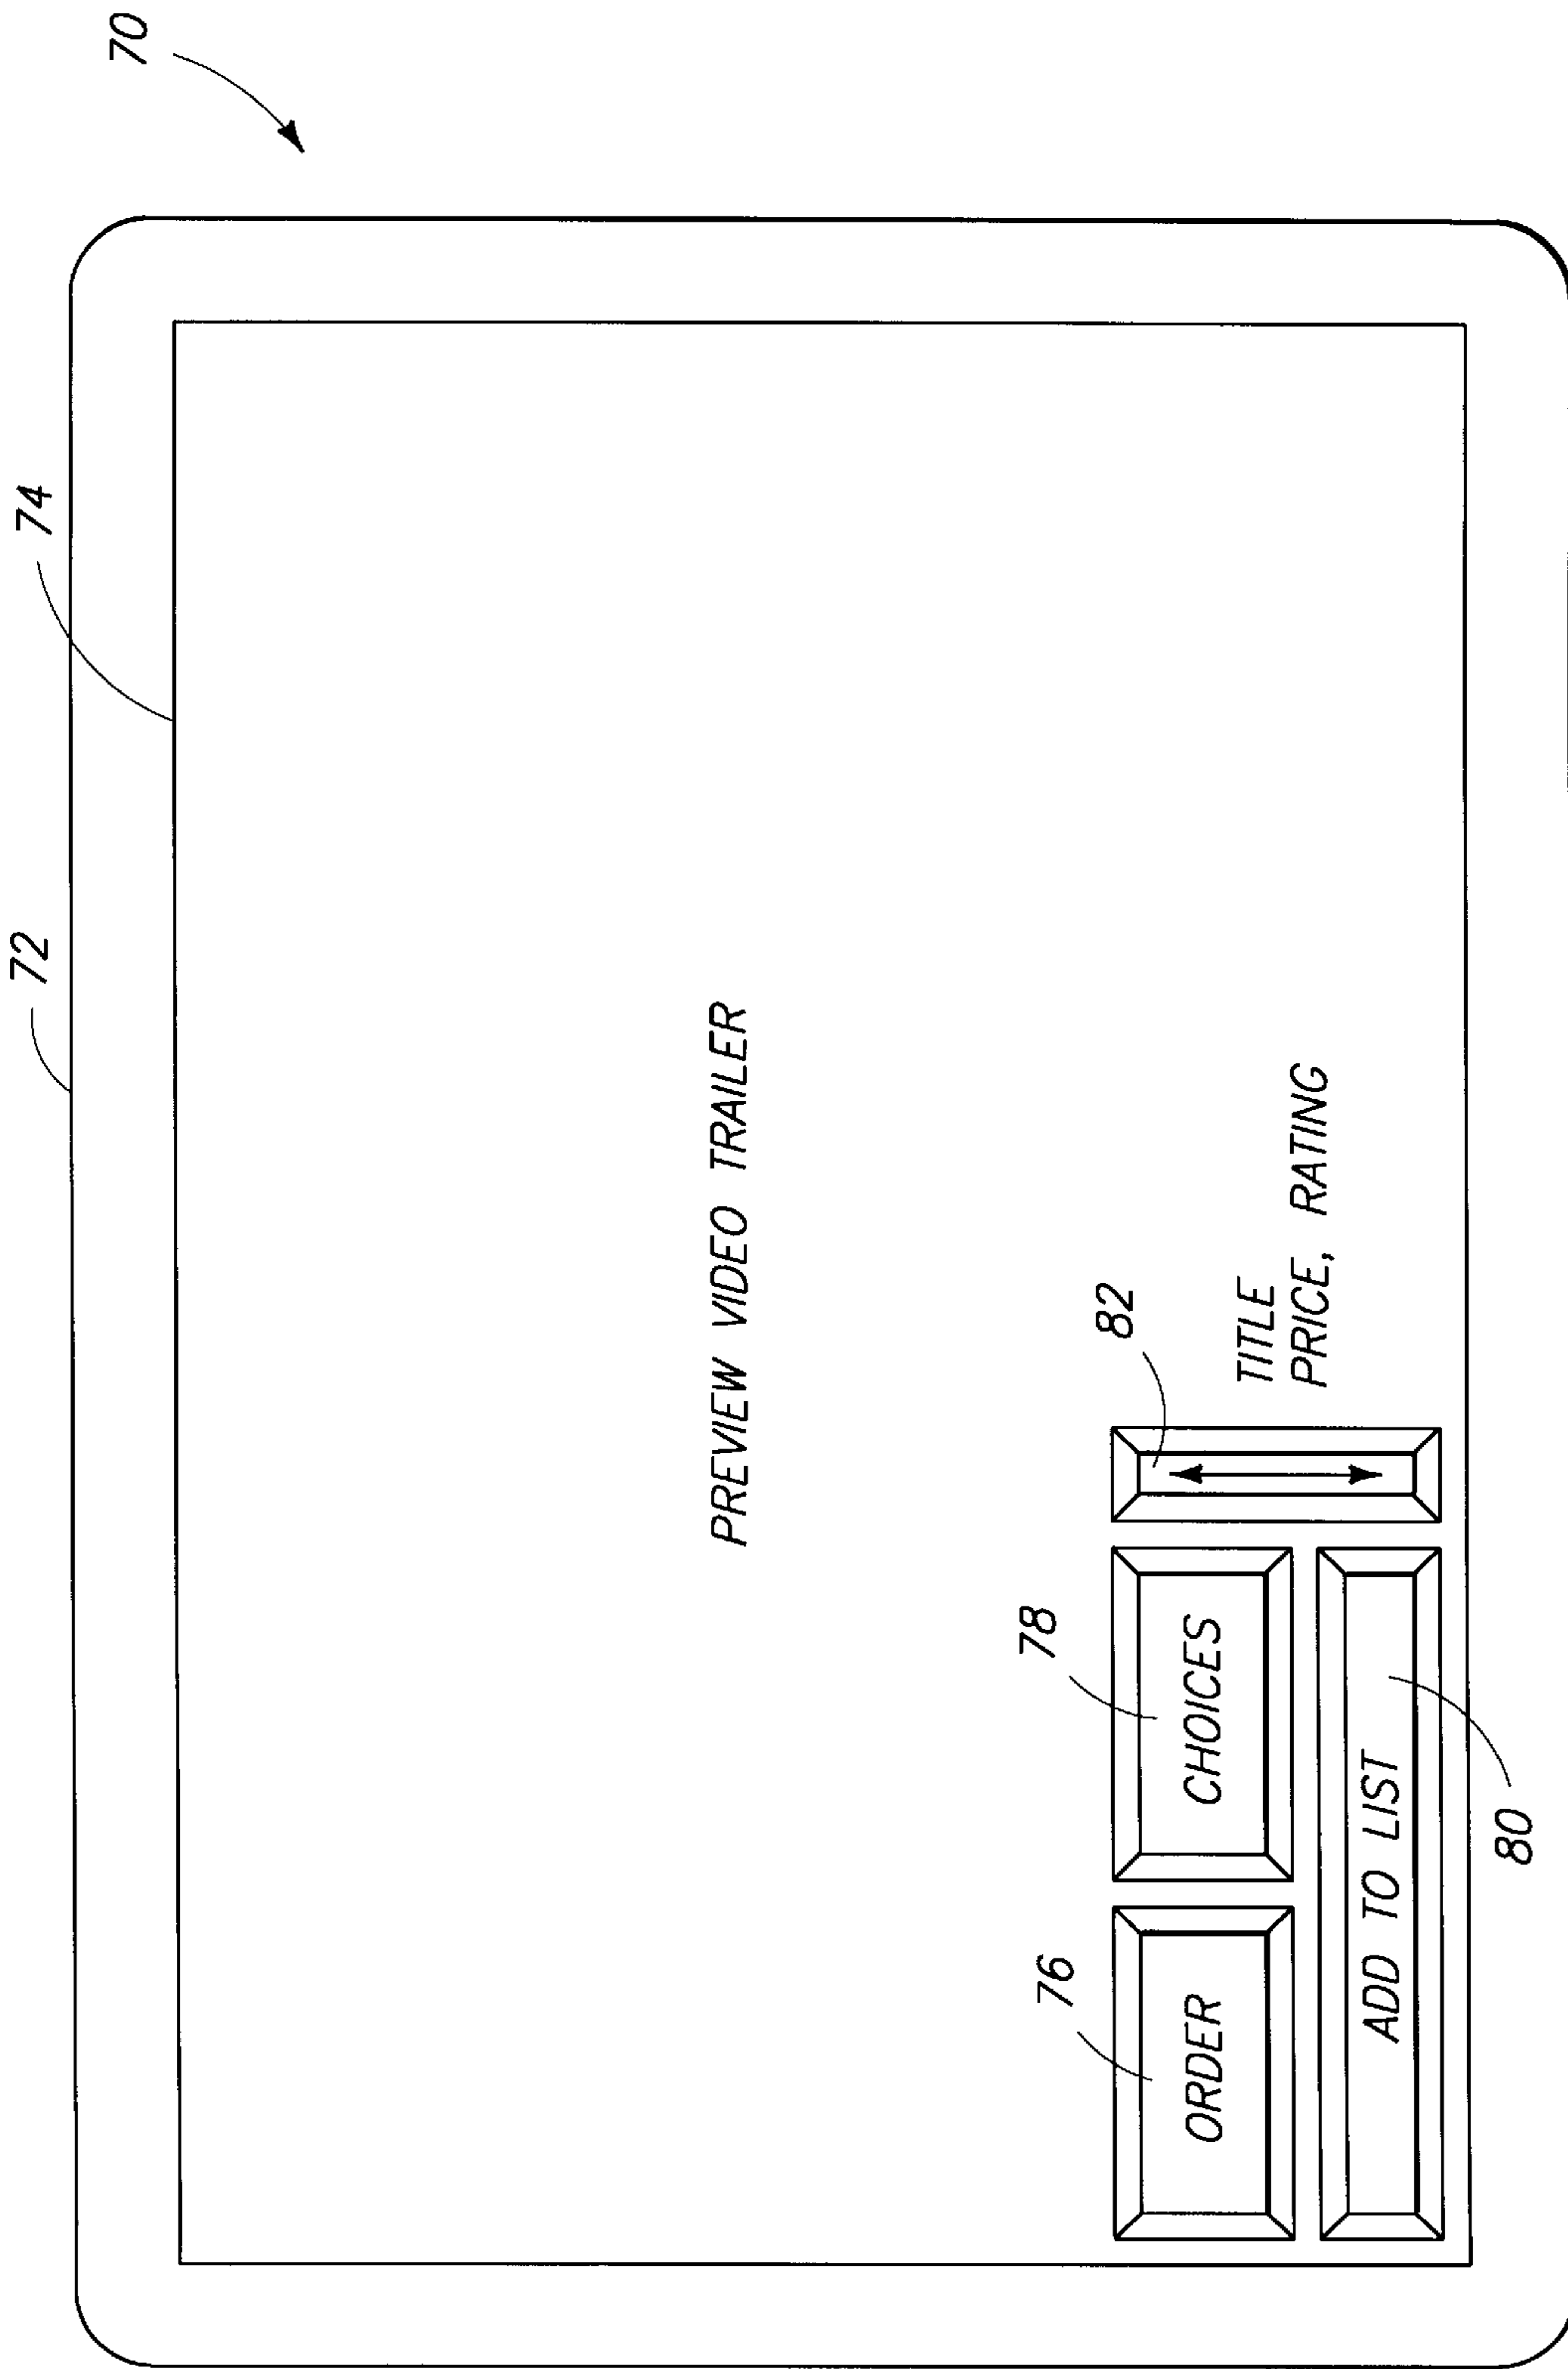 70
72
74
PREVIEW VIDEO TRAILER
76
78
82
ORDER
CHOICES
TITLE
PRICE, RATING
ADD TO LIST
80